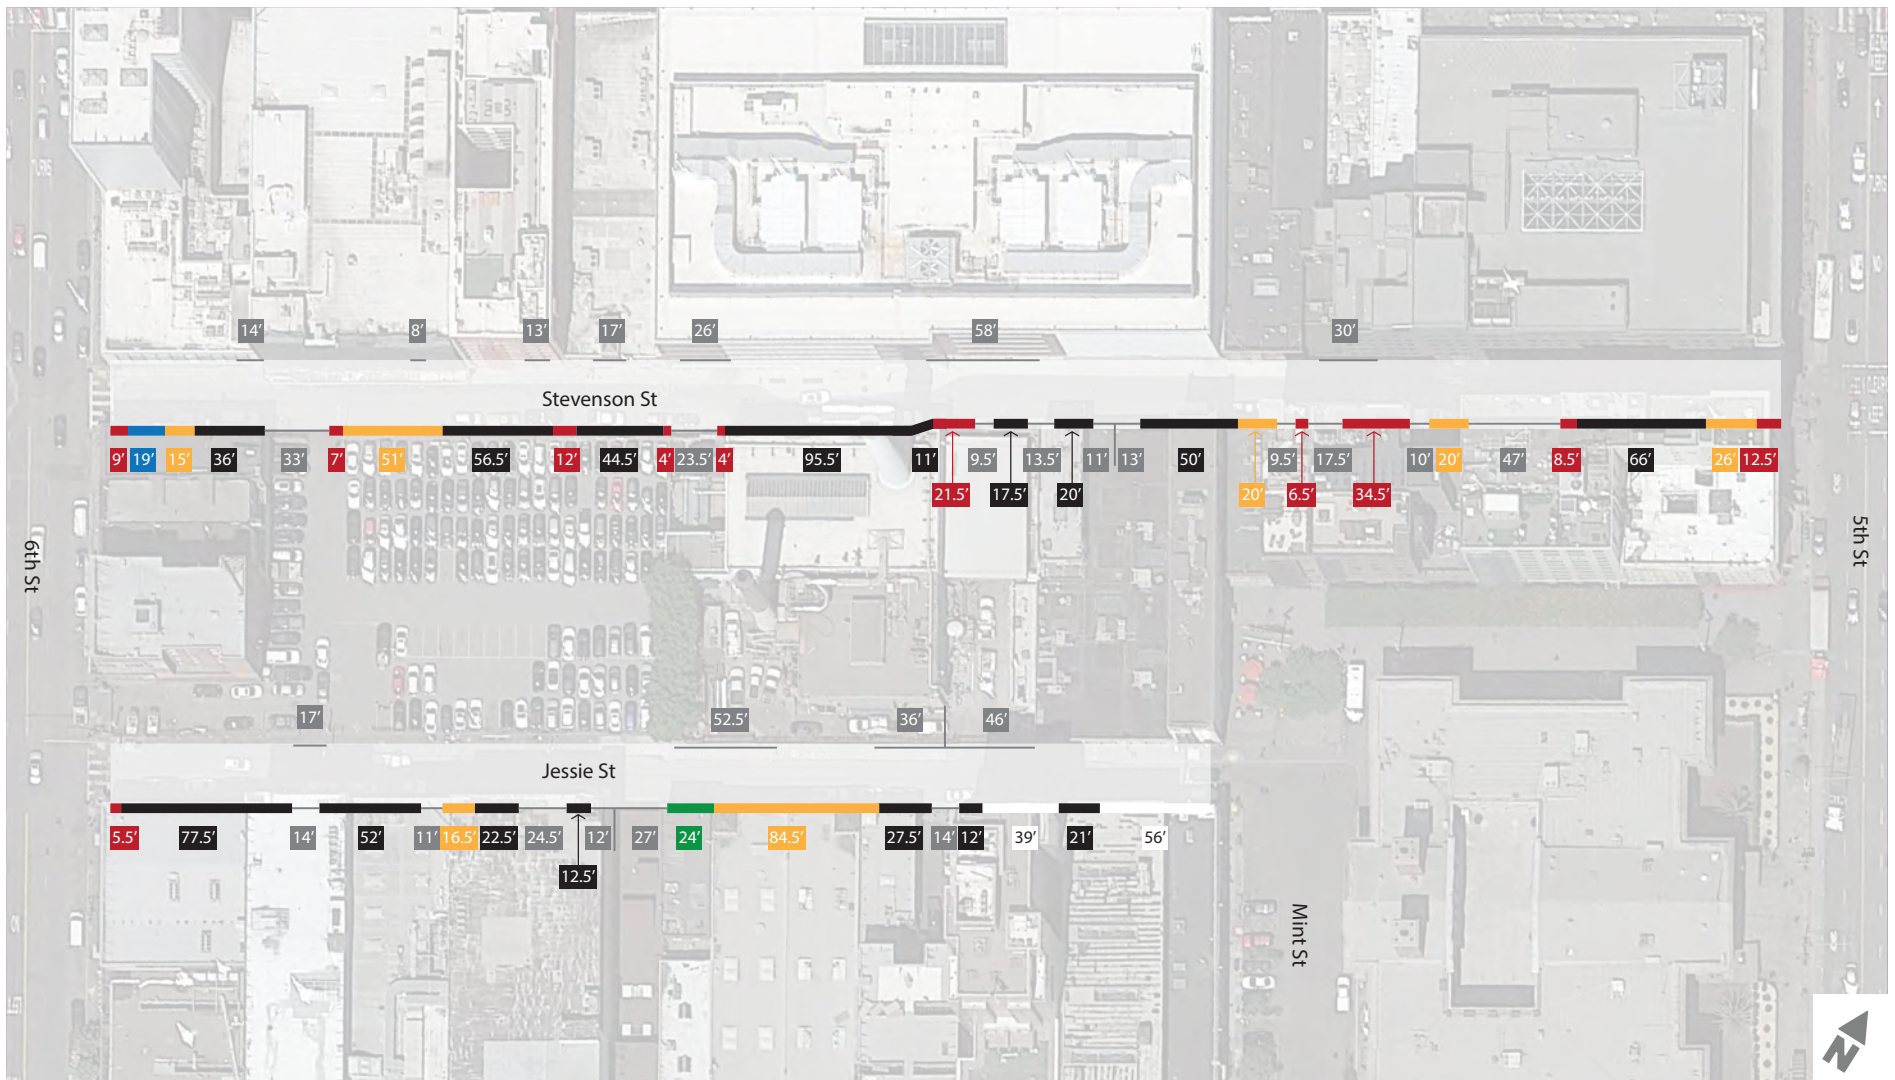 14’ 8’ 13’ 17’ 26’ 58’ 30’
Stevenson St
9’ 19’ 15’ 36’ 33’ 7’ 51’ 56.5’ 12’ 44.5’ 4’ 23.5’ 4’ 95.5’ 11’ 9.5’ 13.5’ 11’ 13’ 50’ 9.5’ 17.5’ 10’ 20’ 47’ 8.5’ 66’ 26’ 12.5’
21.5’ 17.5’ 20’ 20’ 6.5’ 34.5’
6th St
5th St
17’ 52.5’ 36’ 46’
Jessie St
5.5’ 77.5’ 14’ 52’ 11’ 16.5’ 22.5’ 24.5’ 12’ 27’ 24’ 84.5’ 27.5’ 14’ 12’ 39’ 21’ 56’
12.5’
Mint St
N